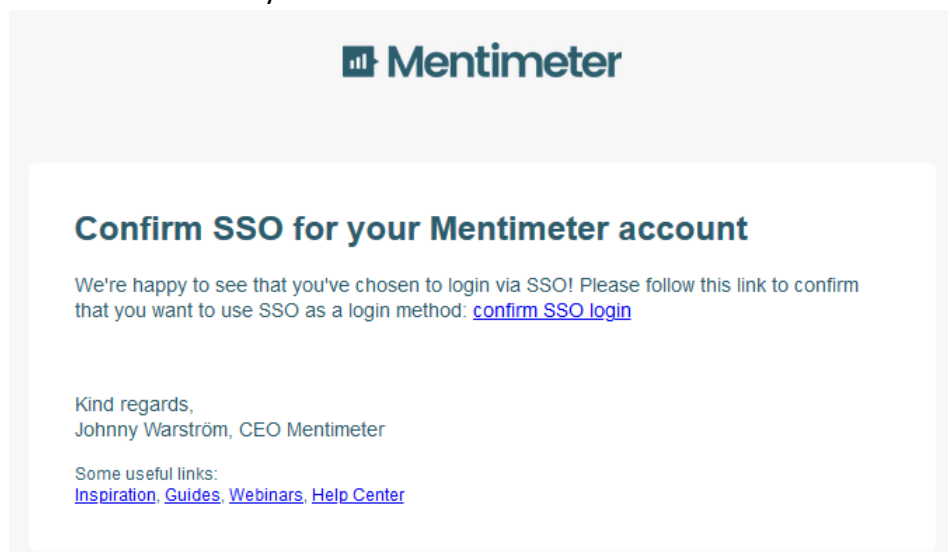 Mentimeter
Confirm SSO for your Mentimeter account
We're happy to see that you've chosen to login via SSO! Please follow this link to confirm
that you want to use SSO as a login method: confirm SSO login
Kind regards,
Johnny Warström, CEO Mentimeter
Some useful links:
Inspiration, Guides, Webinars, Help Center